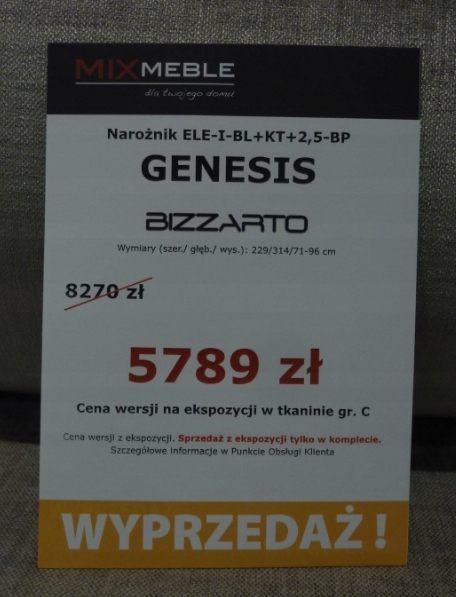 MIXMEBLE
dla twojego domu
Narożnik ELE-I-BL+KT+2,5-BP
GENESIS
BIZZARTO
Wymiary (szer./ głęb./ wys.): 229/314/71-96 cm
8270 zł
5789 zł
Cena wersji na ekspozycji w tkaninie gr. C
Cena wersji z ekspozycji. Sprzedaż z ekspozycji tylko w komplecie.
Szczegółowe informacje w Punkcie Obsługi Klienta
WYPRZEDAŻ!